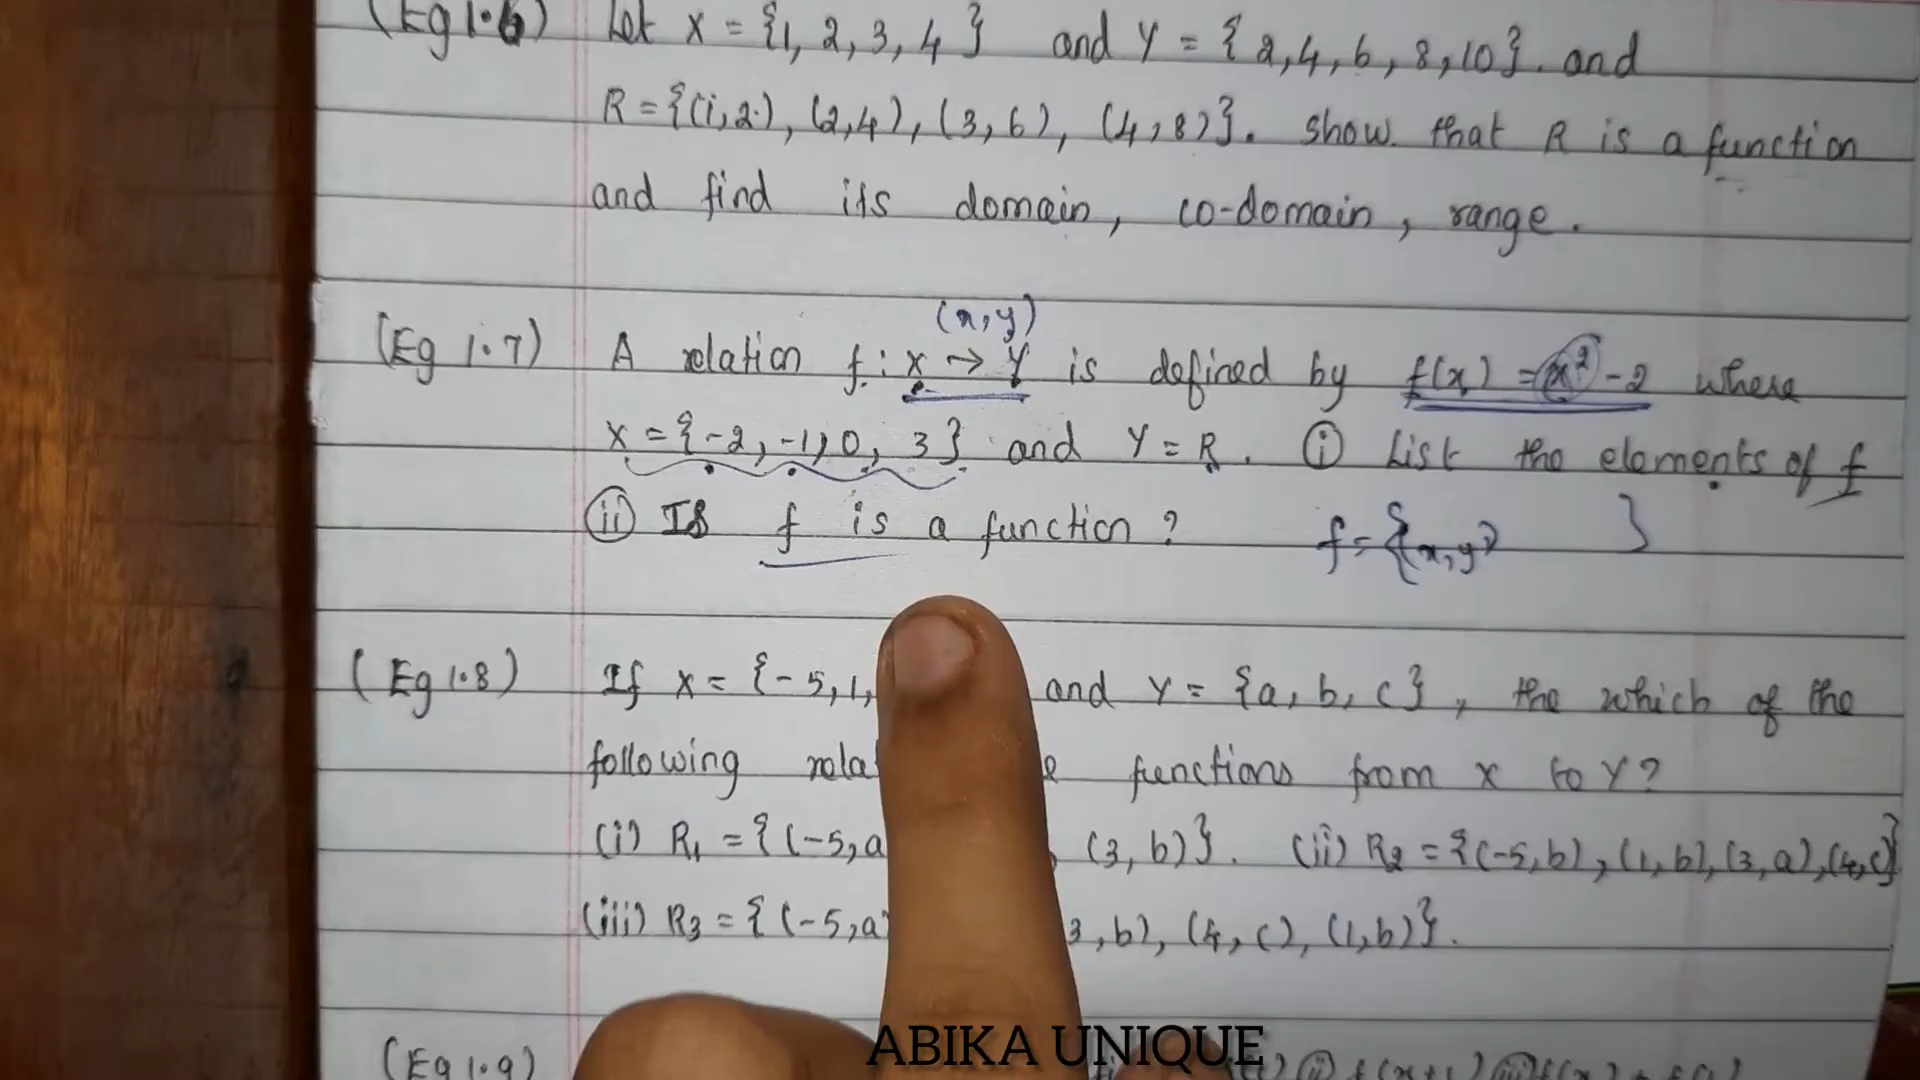 (Eg 1.6) Let X = {1, 2, 3, 4} and Y = {2, 4, 6, 8, 10}. and
R = {(1,2), (2,4), (3,6), (4,8)}. show that R is a function
and find its domain, co-domain, range.
(x,y)
(Eg 1.7) A relation f : X → Y is defined by f(x) = x² - 2 where
X = {-2, -1, 0, 3} and Y = R. (i) List the elements of f
(ii) Is f is a function ? f = {(x,y) }
(Eg 1.8) If X = {-5, 1, and Y = {a, b, c}, the which of the
following functions from X to Y?
(i) R₁ = {(-5,a , (3,b)}. (ii) R₂ = {(-5,b), (1,b), (3,a), (4,c)}
(iii) R₃ = {(-5,a) 3,b), (4,c), (1,b)}.
(Eg 1.9)
ABIKA UNIQUE